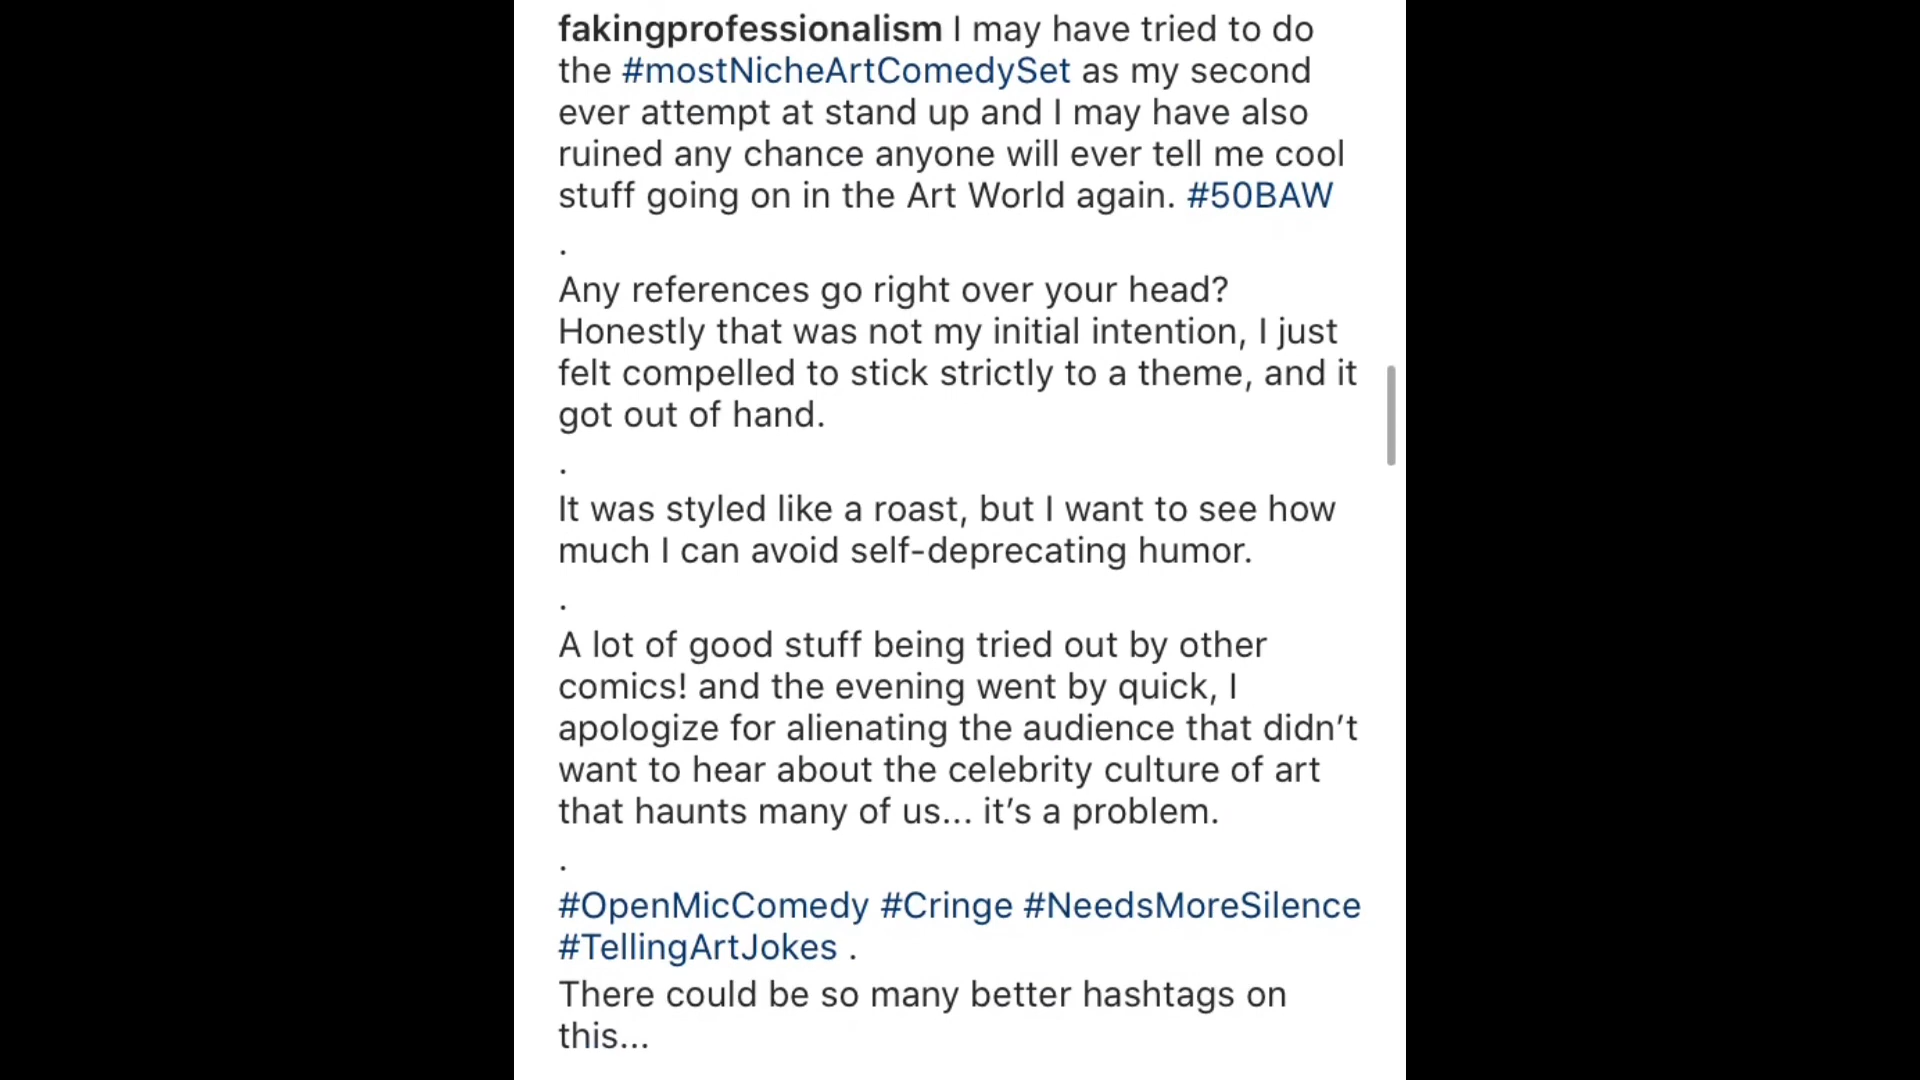 fakingprofessionalism I may have tried to do
the #mostNicheArtComedySet as my second
ever attempt at stand up and I may have also
ruined any chance anyone will ever tell me cool
stuff going on in the Art World again. #50BAW
.
Any references go right over your head?
Honestly that was not my initial intention, I just
felt compelled to stick strictly to a theme, and it
got out of hand.
.
It was styled like a roast, but I want to see how
much I can avoid self-deprecating humor.
.
A lot of good stuff being tried out by other
comics! and the evening went by quick, I
apologize for alienating the audience that didn’t
want to hear about the celebrity culture of art
that haunts many of us... it’s a problem.
.
#OpenMicComedy #Cringe #NeedsMoreSilence
#TellingArtJokes .
There could be so many better hashtags on
this...